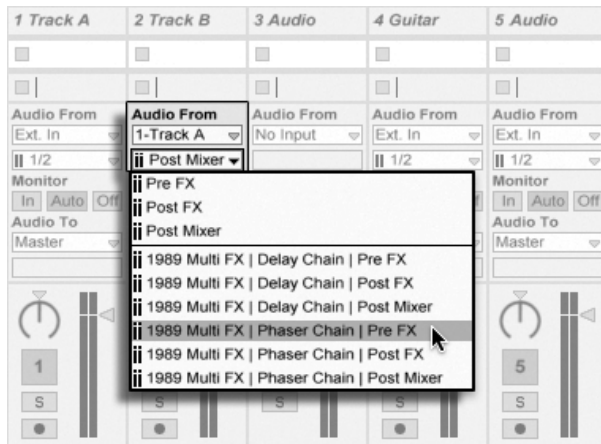 1 Track A 2 Track B 3 Audio 4 Guitar 5 Audio
Audio From Audio From Audio From Audio From Audio From
Ext. In 1-Track A No Input Ext. In Ext. In
1/2 Post Mixer 1/2 1/2
Monitor Pre FX Monitor
In Auto Off Post FX In Auto Off
Audio To Post Mixer Audio To
Master Master
1989 Multi FX | Delay Chain | Pre FX
1989 Multi FX | Delay Chain | Post FX
1989 Multi FX | Delay Chain | Post Mixer
1989 Multi FX | Phaser Chain | Pre FX
1 1989 Multi FX | Phaser Chain | Post FX 5
1989 Multi FX | Phaser Chain | Post Mixer
S S S S S